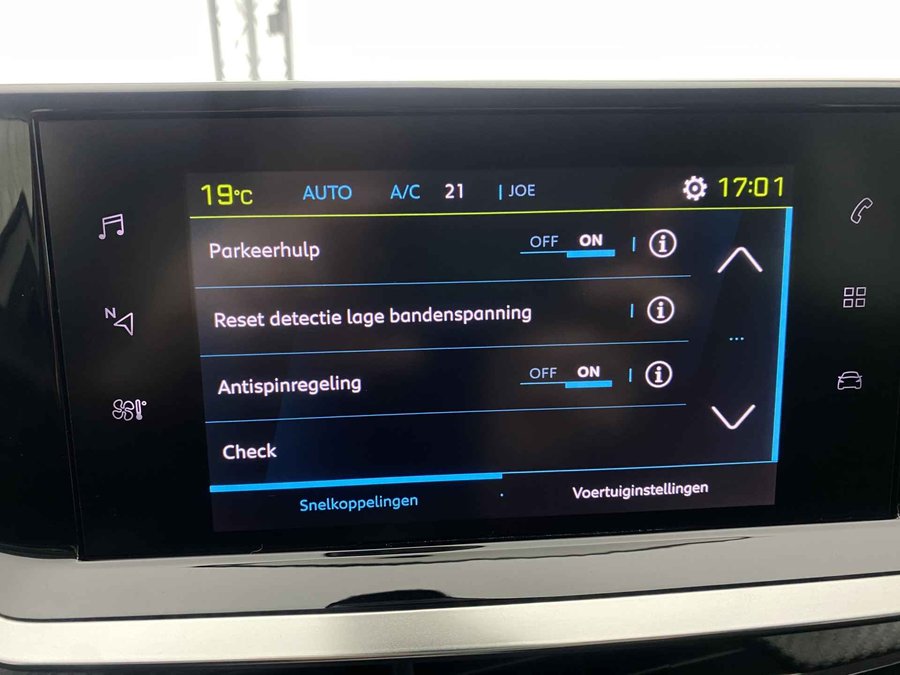 19°C AUTO A/C 21 JOE 17:01
Parkeerhulp OFF ON
N
Reset detectie lage bandenspanning
Antispinregeling OFF ON
Check
Snelkoppelingen Voertuiginstellingen